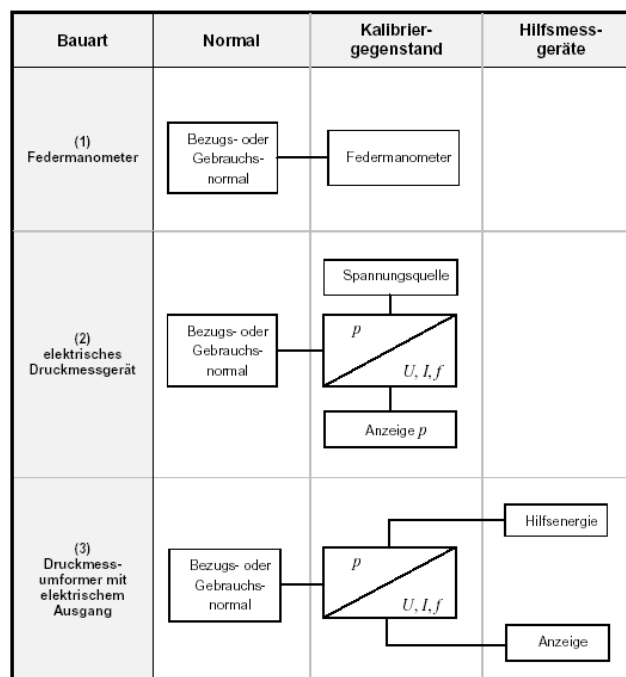 Bauart
Normal
Kalibrier-
gegenstand
Hilfsmess-
geräte
(1)
Federmanometer
Bezugs- oder
Gebrauchs-
normal
Federmanometer
(2)
elektrisches
Druckmessgerät
Bezugs- oder
Gebrauchs-
normal
Spannungsquelle
p
U, I, f
Anzeige p
(3)
Druckmess-
umformer mit
elektrischem
Ausgang
Bezugs- oder
Gebrauchs-
normal
p
U, I, f
Hilfsenergie
Anzeige